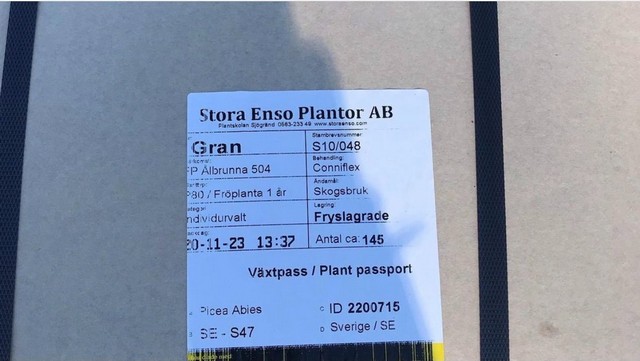 Stora Enso Plantor AB
Plantskolan Sjögränd 0563-233 49 www.storaenso.com
Gran
Stambrevsnummer
S10/048
FP Ålbrunna 504
Behandling:
Conniflex
P80 / Fröplanta 1 år
Ändamål:
Skogsbruk
ndividurvalt
Lagring:
Fryslagrade
20-11-23 13:37
Antal ca: 145
Växtpass / Plant passport
Picea Abies
C ID 2200715
SE - S47
D Sverige / SE